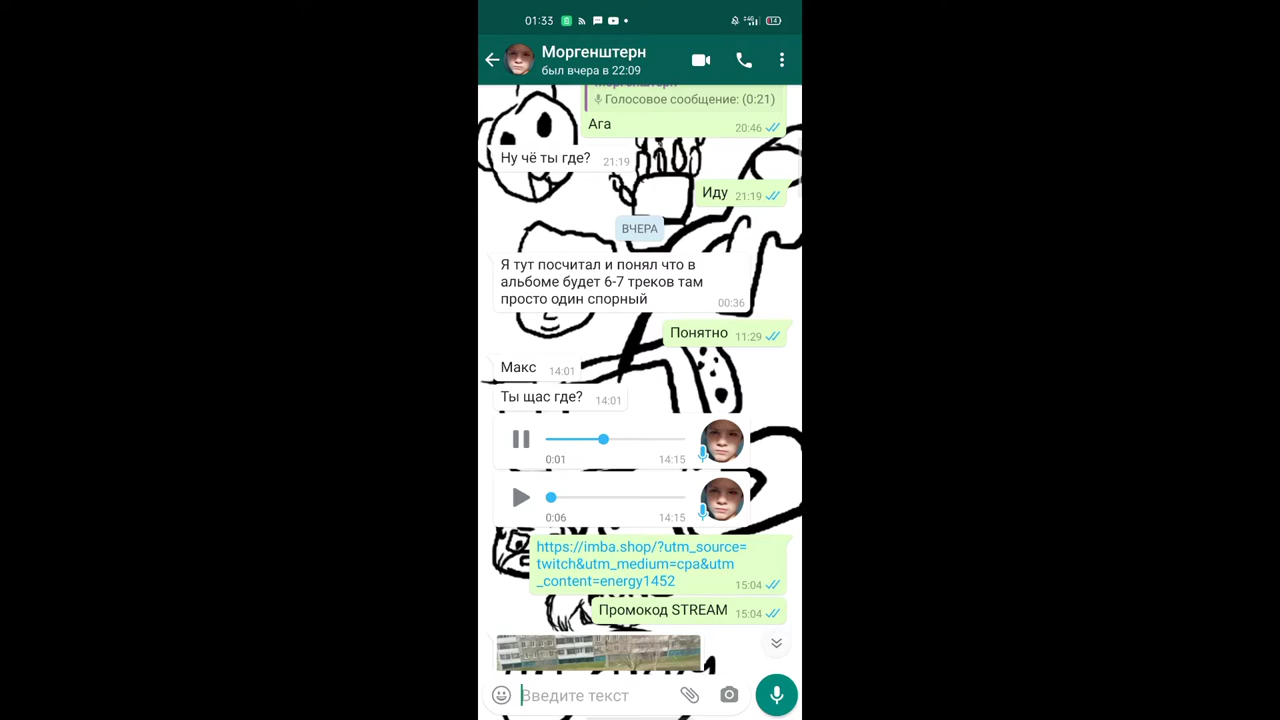 01:33
14
Моргенштерн
был вчера в 22:09
Моргенштерн
Голосовое сообщение: (0:21)
Ага 20:46
Ну чё ты где? 21:19
Иду 21:19
ВЧЕРА
Я тут посчитал и понял что в
альбоме будет 6-7 треков там
просто один спорный 00:36
Понятно 11:29
Макс 14:01
Ты щас где? 14:01
0:01 14:15
0:06 14:15
https://imba.shop/?utm_source=
twitch&utm_medium=cpa&utm
_content=energy1452 15:04
Промокод STREAM 15:04
Введите текст